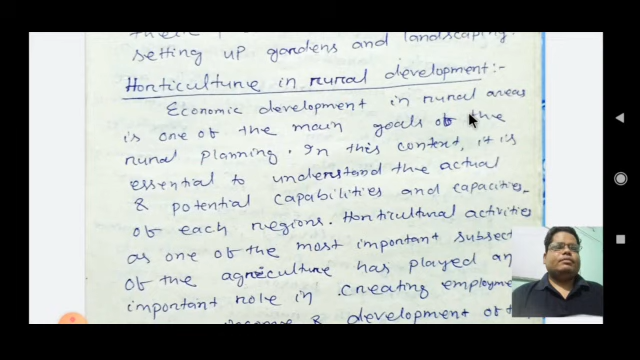 setting up gardens and landscaping.
Horticulture in rural development:-
Economic development in rural areas
is one of the main goals of the
rural planning. In this context, it is
essential to understand the actual
& potential capabilities and capacities.
of each regions. Horticultural activities
as one of the most important subsect
of the agriculture has played an
important role in creating employme
& development of